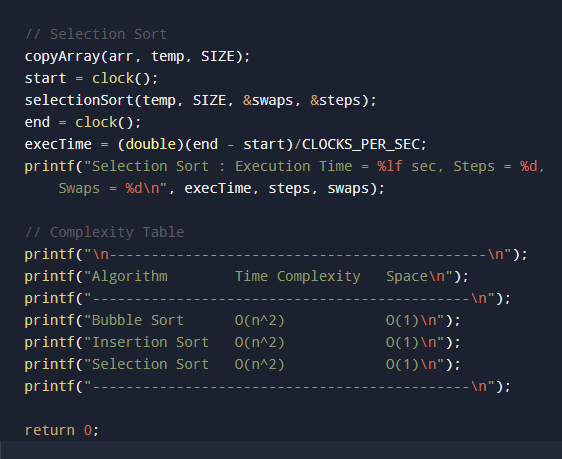 // Selection Sort
copyArray(arr, temp, SIZE);
start = clock();
selectionSort(temp, SIZE, &swaps, &steps);
end = clock();
execTime = (double)(end - start)/CLOCKS_PER_SEC;
printf("Selection Sort : Execution Time = %lf sec, Steps = %d,
    Swaps = %d\n", execTime, steps, swaps);

// Complexity Table
printf("\n---------------------------------------------\n");
printf("Algorithm        Time Complexity   Space\n");
printf("---------------------------------------------\n");
printf("Bubble Sort      O(n^2)            O(1)\n");
printf("Insertion Sort   O(n^2)            O(1)\n");
printf("Selection Sort   O(n^2)            O(1)\n");
printf("---------------------------------------------\n");

return 0;